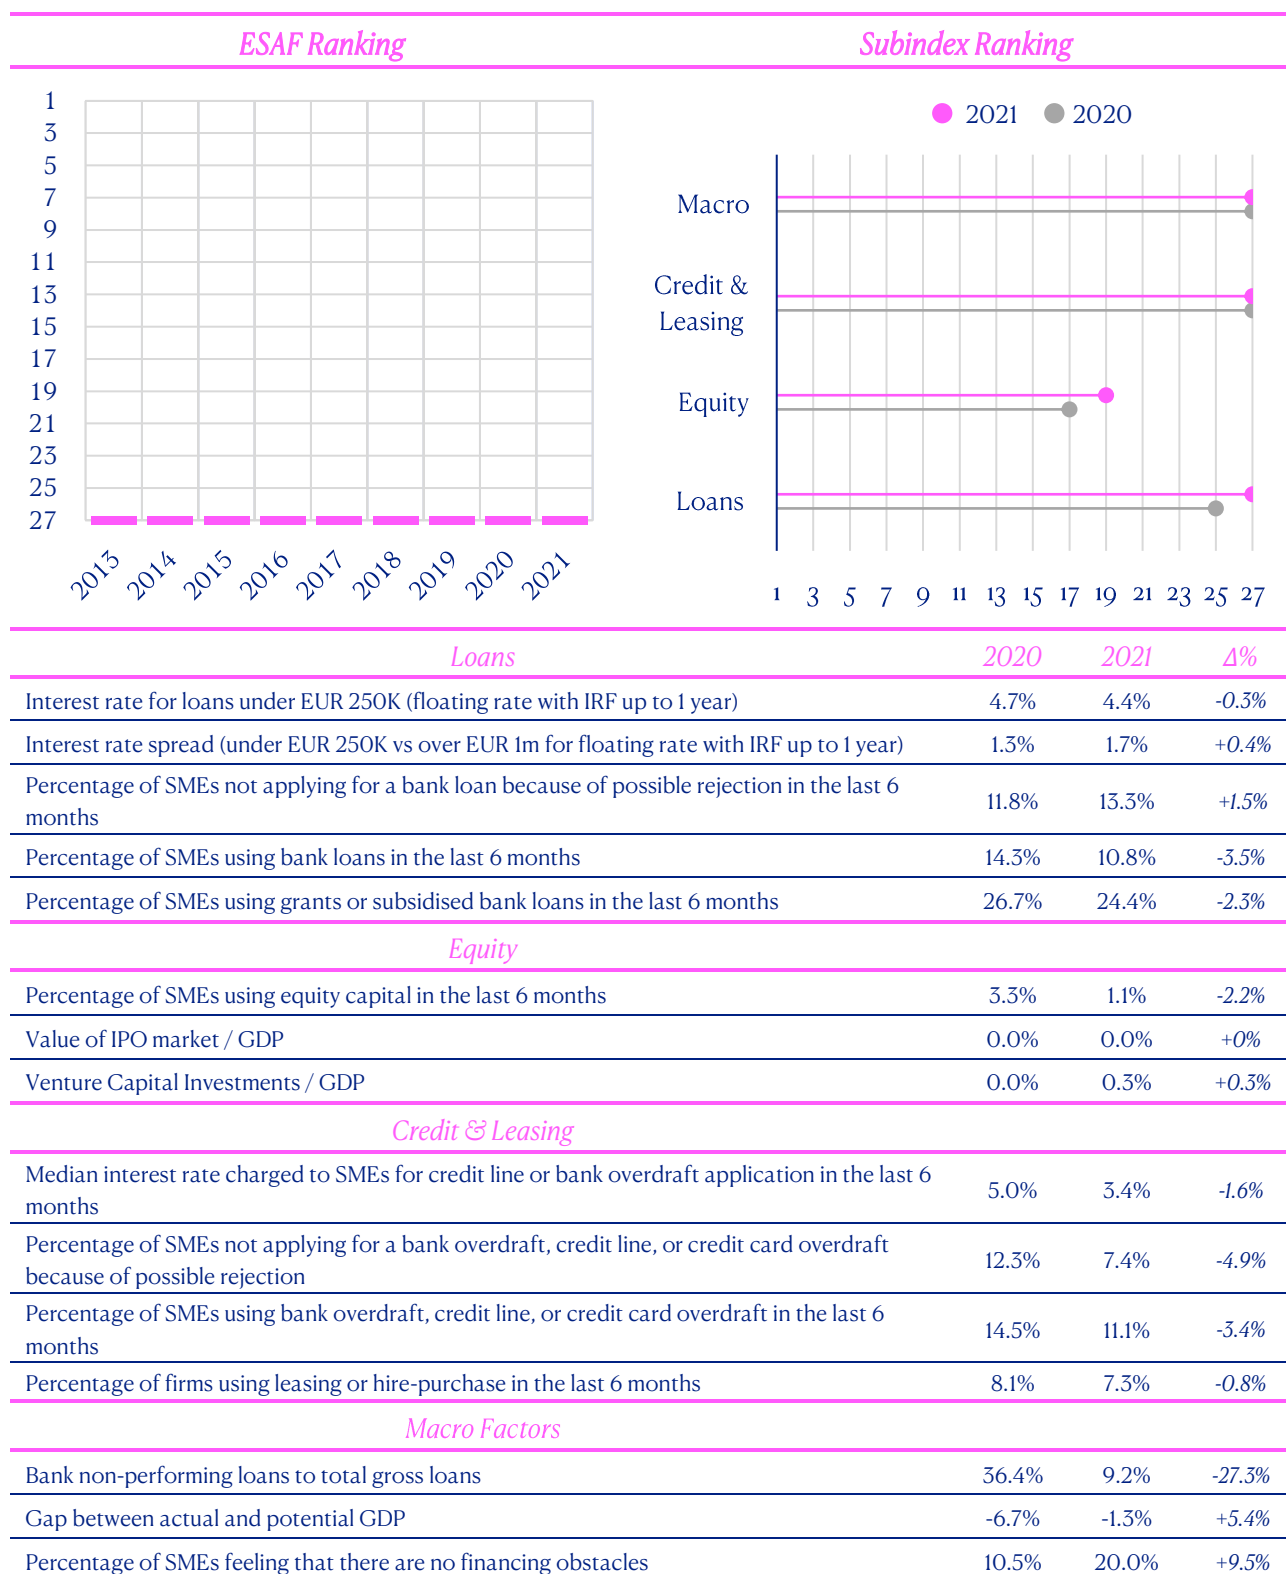 ESAF Ranking
Subindex Ranking
1
3
5
7
9
11
13
15
17
19
21
23
25
27
2013 2014 2015 2016 2017 2018 2019 2020 2021
2021 2020
Macro
Credit &
Leasing
Equity
Loans
1 3 5 7 9 11 13 15 17 19 21 23 25 27
Loans 2020 2021 Δ%
Interest rate for loans under EUR 250K (floating rate with IRF up to 1 year) 4.7% 4.4% -0.3%
Interest rate spread (under EUR 250K vs over EUR 1m for floating rate with IRF up to 1 year) 1.3% 1.7% +0.4%
Percentage of SMEs not applying for a bank loan because of possible rejection in the last 6
months 11.8% 13.3% +1.5%
Percentage of SMEs using bank loans in the last 6 months 14.3% 10.8% -3.5%
Percentage of SMEs using grants or subsidised bank loans in the last 6 months 26.7% 24.4% -2.3%
Equity
Percentage of SMEs using equity capital in the last 6 months 3.3% 1.1% -2.2%
Value of IPO market / GDP 0.0% 0.0% +0%
Venture Capital Investments / GDP 0.0% 0.3% +0.3%
Credit & Leasing
Median interest rate charged to SMEs for credit line or bank overdraft application in the last 6
months 5.0% 3.4% -1.6%
Percentage of SMEs not applying for a bank overdraft, credit line, or credit card overdraft
because of possible rejection 12.3% 7.4% -4.9%
Percentage of SMEs using bank overdraft, credit line, or credit card overdraft in the last 6
months 14.5% 11.1% -3.4%
Percentage of firms using leasing or hire-purchase in the last 6 months 8.1% 7.3% -0.8%
Macro Factors
Bank non-performing loans to total gross loans 36.4% 9.2% -27.3%
Gap between actual and potential GDP -6.7% -1.3% +5.4%
Percentage of SMEs feeling that there are no financing obstacles 10.5% 20.0% +9.5%